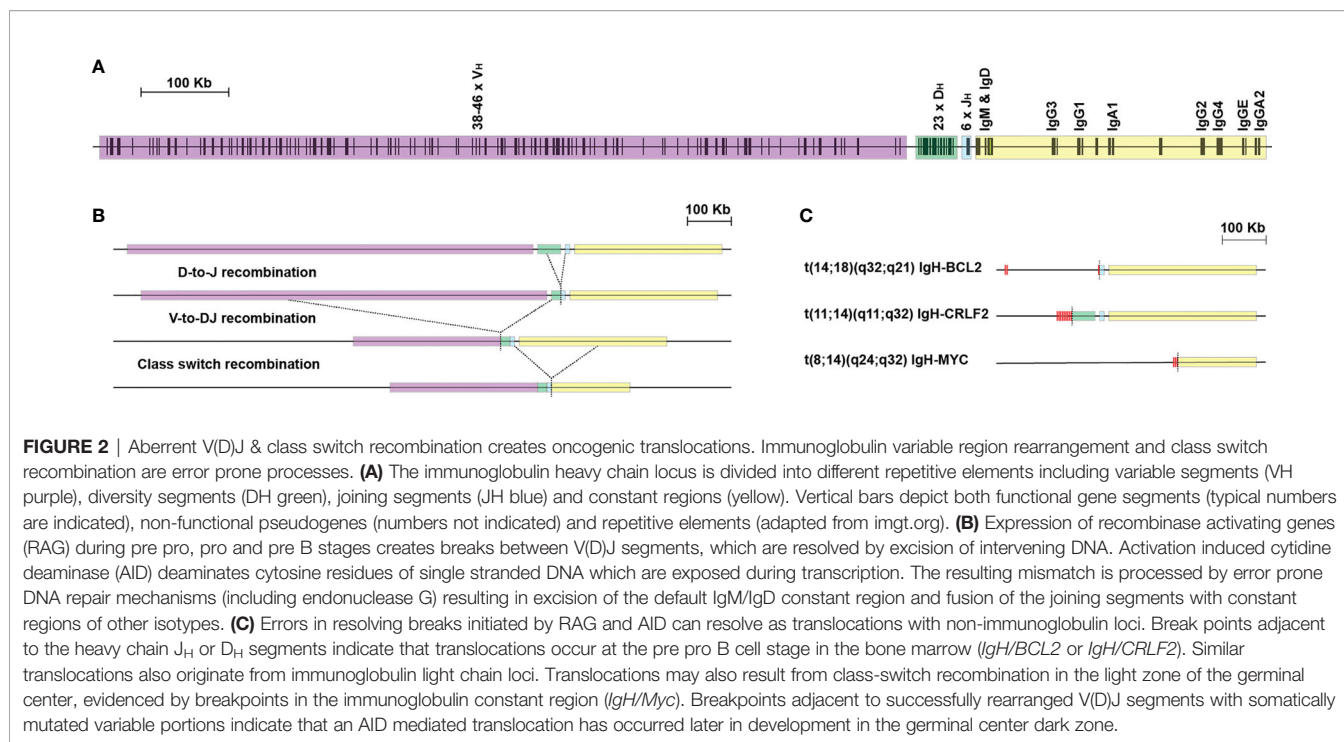 A
100 Kb
38-46 x VH
23 x DH
6 x JH
IgM & IgD
IgG3
IgG1
IgA1
IgG2
IgG4
IgGE
IgGA2
B
100 Kb
D-to-J recombination
V-to-DJ recombination
Class switch recombination
C
100 Kb
t(14;18)(q32;q21) IgH-BCL2
t(11;14)(q11;q32) IgH-CRLF2
t(8;14)(q24;q32) IgH-MYC
FIGURE 2 | Aberrent V(D)J & class switch recombination creates oncogenic translocations. Immunoglobulin variable region rearrangement and class switch
recombination are error prone processes. (A) The immunoglobulin heavy chain locus is divided into different repetitive elements including variable segments (VH
purple), diversity segments (DH green), joining segments (JH blue) and constant regions (yellow). Vertical bars depict both functional gene segments (typical numbers
are indicated), non-functional pseudogenes (numbers not indicated) and repetitive elements (adapted from imgt.org). (B) Expression of recombinase activating genes
(RAG) during pre pro, pro and pre B stages creates breaks between V(D)J segments, which are resolved by excision of intervening DNA. Activation induced cytidine
deaminase (AID) deaminates cytosine residues of single stranded DNA which are exposed during transcription. The resulting mismatch is processed by error prone
DNA repair mechanisms (including endonuclease G) resulting in excision of the default IgM/IgD constant region and fusion of the joining segments with constant
regions of other isotypes. (C) Errors in resolving breaks initiated by RAG and AID can resolve as translocations with non-immunoglobulin loci. Break points adjacent
to the heavy chain JH or DH segments indicate that translocations occur at the pre pro B cell stage in the bone marrow (IgH/BCL2 or IgH/CRLF2). Similar
translocations also originate from immunoglobulin light chain loci. Translocations may also result from class-switch recombination in the light zone of the germinal
center, evidenced by breakpoints in the immunoglobulin constant region (IgH/Myc). Breakpoints adjacent to successfully rearranged V(D)J segments with somatically
mutated variable portions indicate that an AID mediated translocation has occurred later in development in the germinal center dark zone.